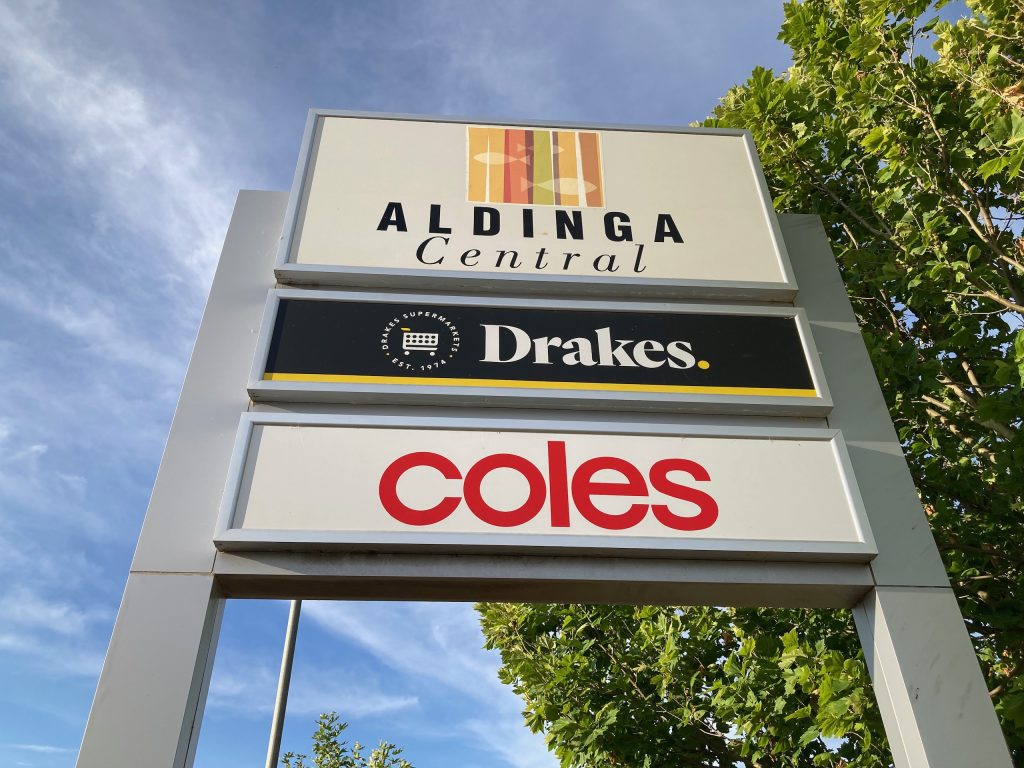 ALDINGA
Central
DRAKES SUPERMARKETS
• EST. 1974 •
Drakes.
coles